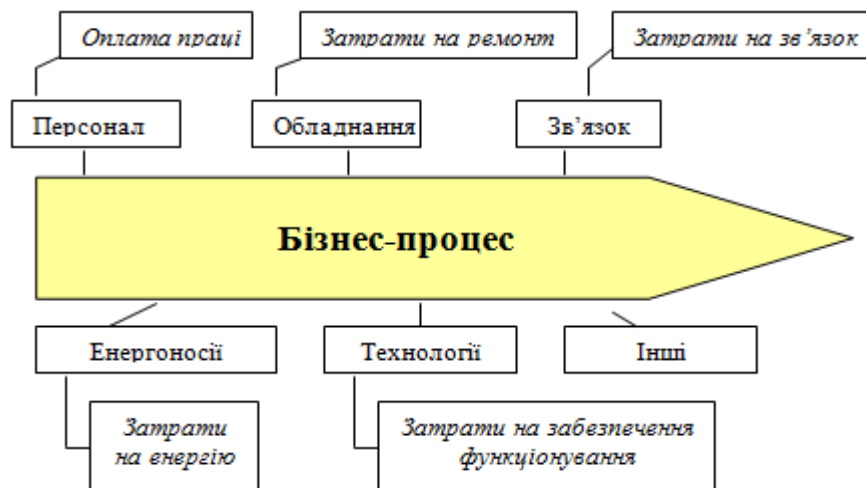 Оплата праці
Затрати на ремонт
Затрати на зв’язок
Персонал
Обладнання
Зв’язок
Бізнес-процес
Енергоносії
Технології
Інші
Затрати
на енергію
Затрати на забезпечення
функціонування